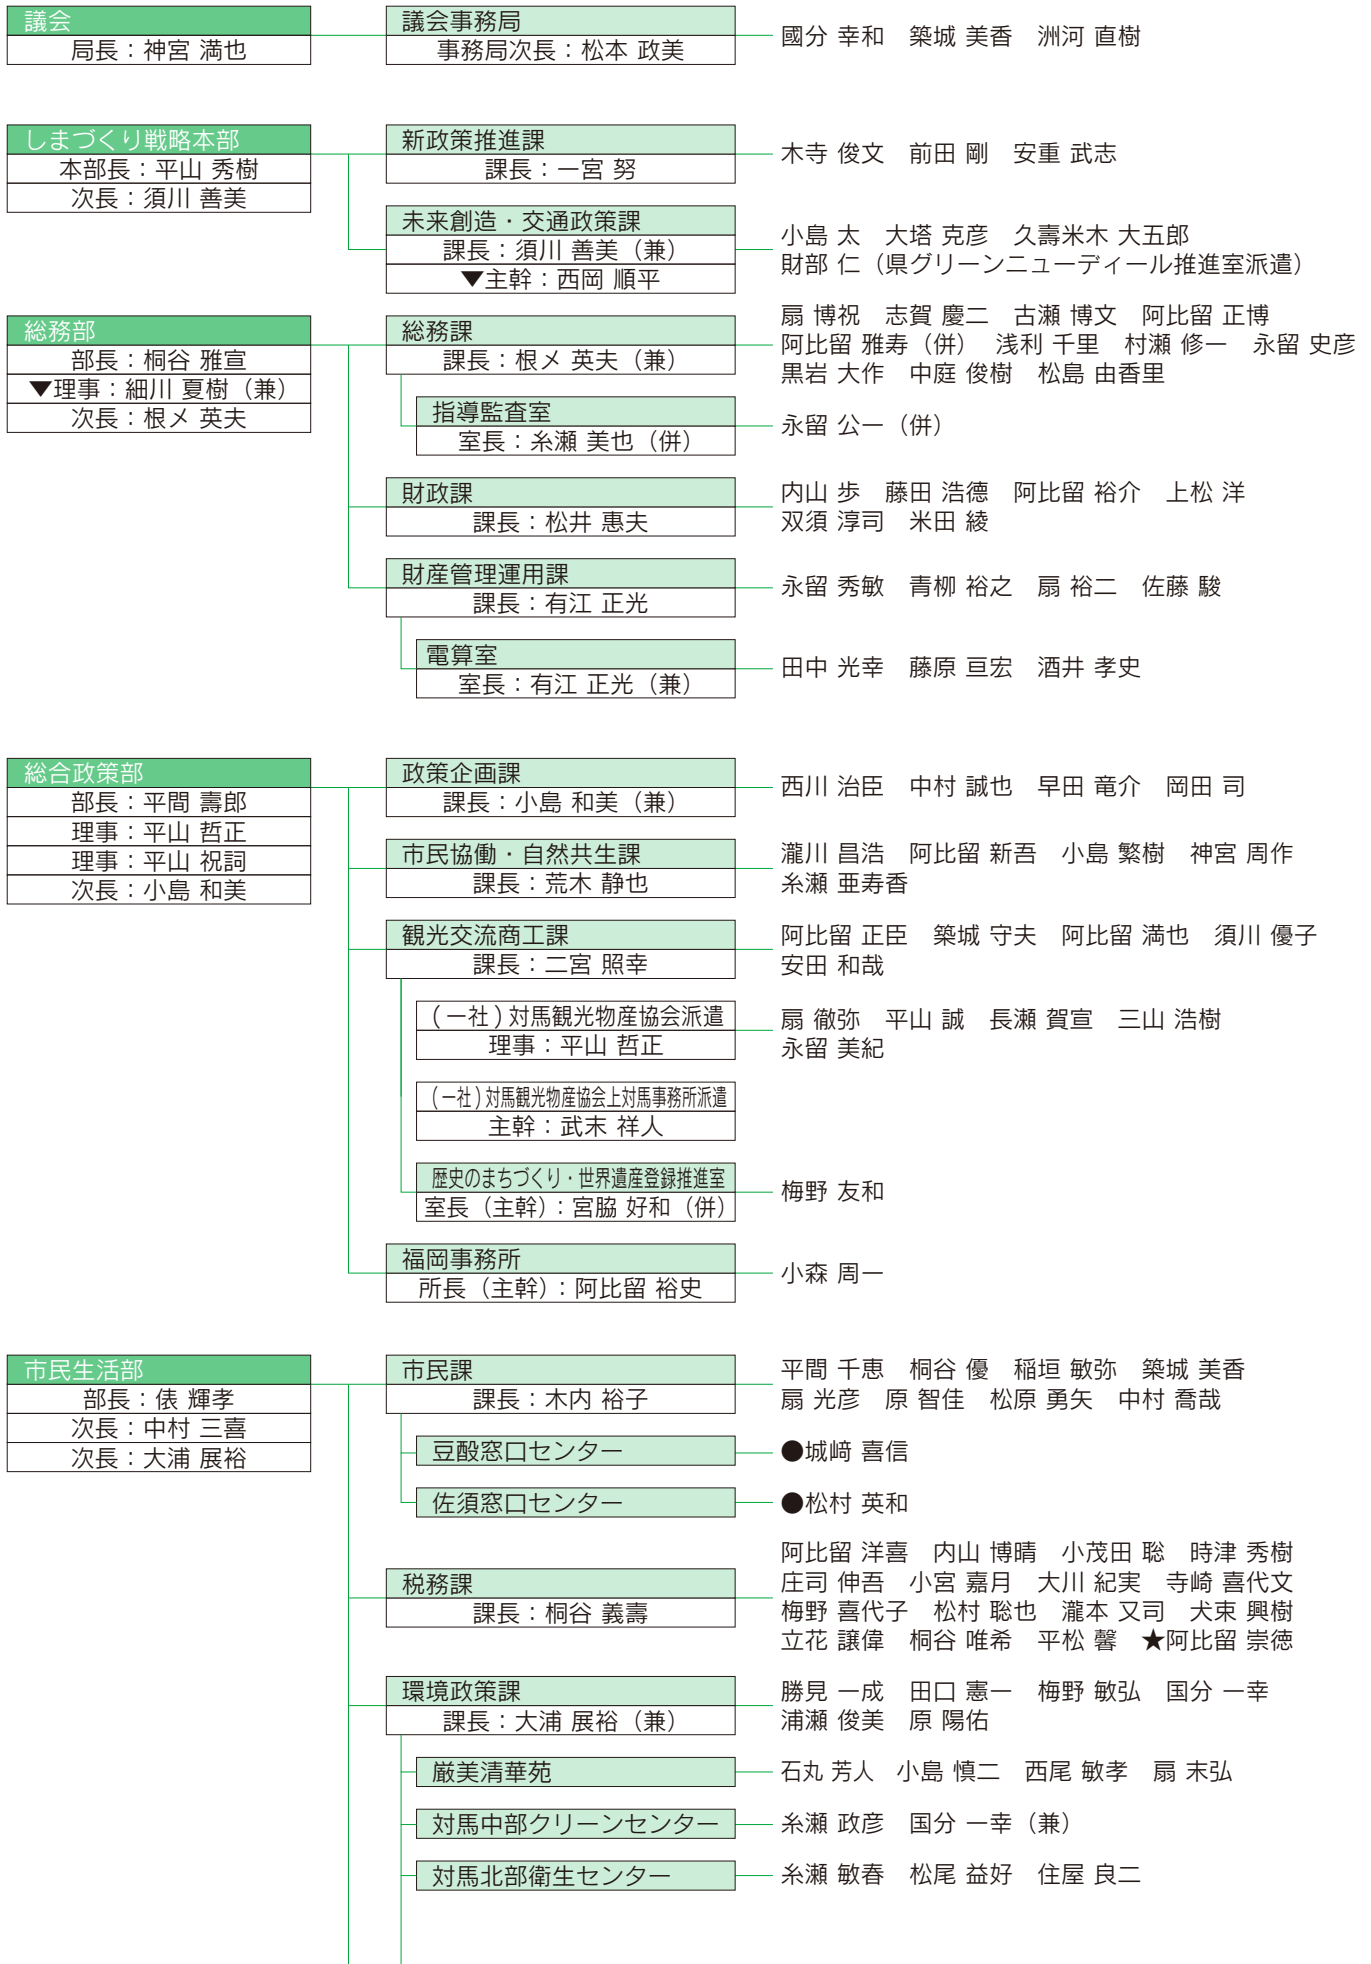 議会
局長：神宮 満也
議会事務局
事務局次長：松本 政美
國分 幸和　築城 美香　洲河 直樹
しまづくり戦略本部
本部長：平山 秀樹
次長：須川 善美
新政策推進課
課長：一宮 努
木寺 俊文　前田 剛　安重 武志
未来創造・交通政策課
課長：須川 善美（兼）
▼主幹：西岡 順平
小島 太　大塔 克彦　久壽米木 大五郎
財部 仁（県グリーンニューディール推進室派遣）
総務部
部長：桐谷 雅宣
▼理事：細川 夏樹（兼）
次長：根メ 英夫
総務課
課長：根メ 英夫（兼）
扇 博祝　志賀 慶二　古瀬 博文　阿比留 正博
阿比留 雅寿（併）　浅利 千里　村瀬 修一　永留 史彦
黒岩 大作　中庭 俊樹　松島 由香里
指導監査室
室長：糸瀬 美也（併）
永留 公一（併）
財政課
課長：松井 惠夫
内山 歩　藤田 浩德　阿比留 裕介　上松 洋
双須 淳司　米田 綾
財産管理運用課
課長：有江 正光
永留 秀敏　青柳 裕之　扇 裕二　佐藤 駿
電算室
室長：有江 正光（兼）
田中 光幸　藤原 亘宏　酒井 孝史
総合政策部
部長：平間 壽郎
理事：平山 哲正
理事：平山 祝詞
次長：小島 和美
政策企画課
課長：小島 和美（兼）
西川 治臣　中村 誠也　早田 竜介　岡田 司
市民協働・自然共生課
課長：荒木 静也
瀧川 昌浩　阿比留 新吾　小島 繁樹　神宮 周作
糸瀬 亜寿香
観光交流商工課
課長：二宮 照幸
阿比留 正臣　築城 守夫　阿比留 満也　須川 優子
安田 和哉
(一社)対馬観光物産協会派遣
理事：平山 哲正
扇 徹弥　平山 誠　長瀬 賀宣　三山 浩樹
永留 美紀
(一社)対馬観光物産協会上対馬事務所派遣
主幹：武末 祥人
歴史のまちづくり・世界遺産登録推進室
室長（主幹）：宮脇 好和（併）
梅野 友和
福岡事務所
所長（主幹）：阿比留 裕史
小森 周一
市民生活部
部長：俵 輝孝
次長：中村 三喜
次長：大浦 展裕
市民課
課長：木内 裕子
平間 千恵　桐谷 優　稲垣 敏弥　築城 美香
扇 光彦　原 智佳　松原 勇矢　中村 喬哉
豆酘窓口センター
●城﨑 喜信
佐須窓口センター
●松村 英和
税務課
課長：桐谷 義壽
阿比留 洋喜　内山 博晴　小茂田 聡　時津 秀樹
庄司 伸吾　小宮 嘉月　大川 紀実　寺崎 喜代文
梅野 喜代子　松村 聡也　瀧本 又司　犬束 興樹
立花 譲偉　桐谷 唯希　平松 馨　★阿比留 崇徳
環境政策課
課長：大浦 展裕（兼）
勝見 一成　田口 憲一　梅野 敏弘　国分 一幸
浦瀬 俊美　原 陽佑
厳美清華苑
石丸 芳人　小島 慎二　西尾 敏孝　扇 末弘
対馬中部クリーンセンター
糸瀬 政彦　国分 一幸（兼）
対馬北部衛生センター
糸瀬 敏春　松尾 益好　住屋 良二